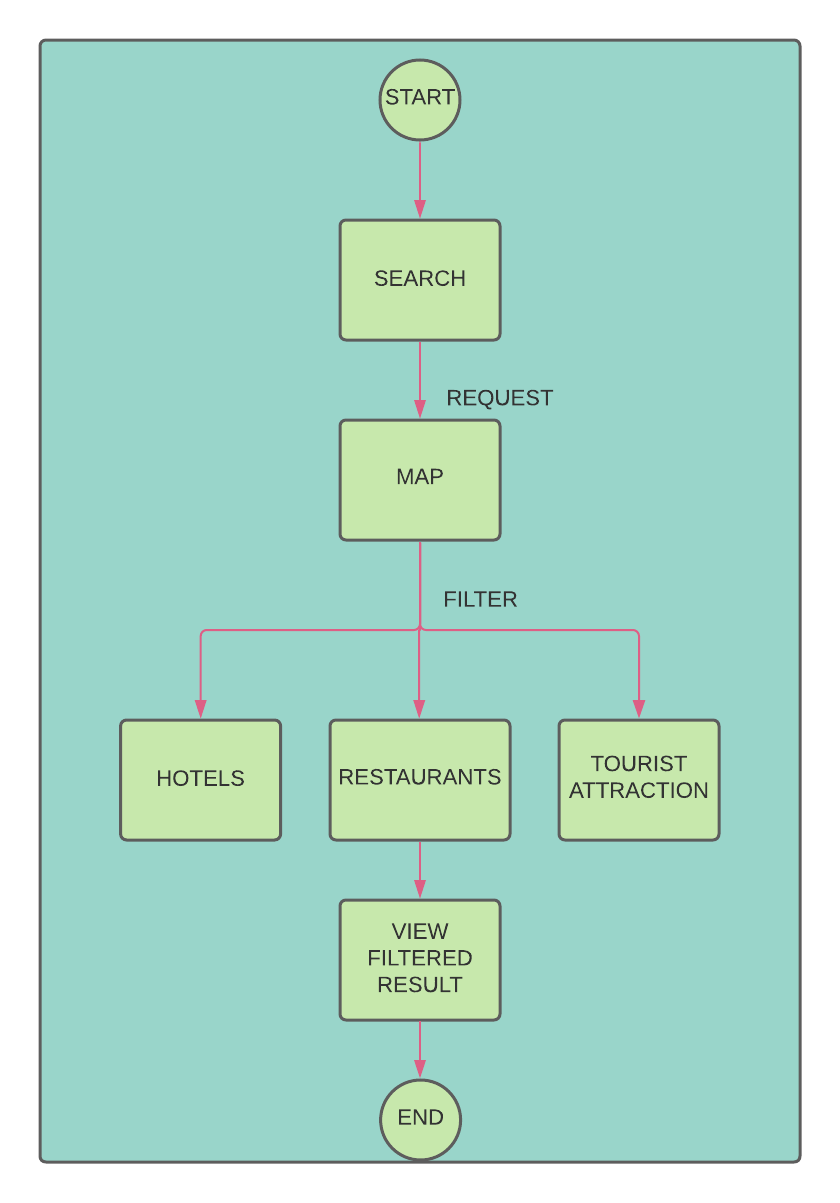 START
SEARCH
REQUEST
MAP
FILTER
HOTELS
RESTAURANTS
TOURIST
ATTRACTION
VIEW
FILTERED
RESULT
END